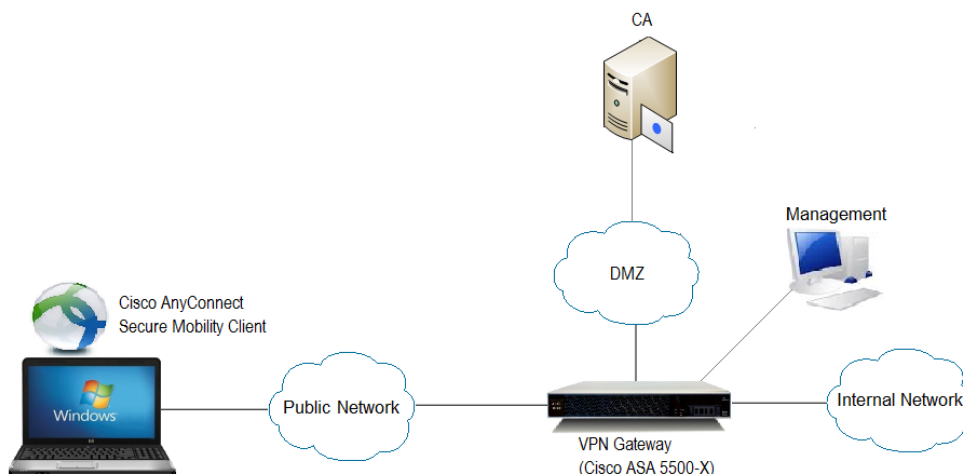 CA
Management
DMZ
Cisco AnyConnect
Secure Mobility Client
Windows
Public Network
Internal Network
VPN Gateway
(Cisco ASA 5500-X)